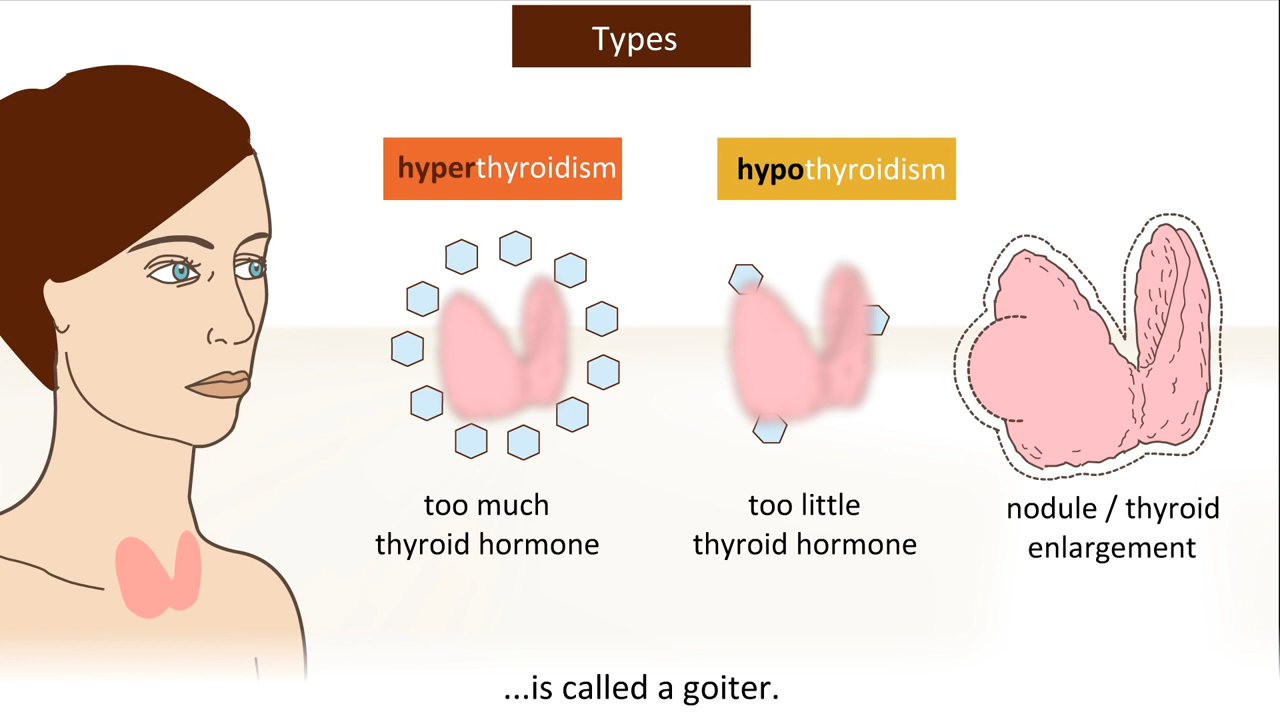 Types
hyperthyroidism
hypothyroidism
too much
thyroid hormone
too little
thyroid hormone
nodule / thyroid
enlargement
...is called a goiter.